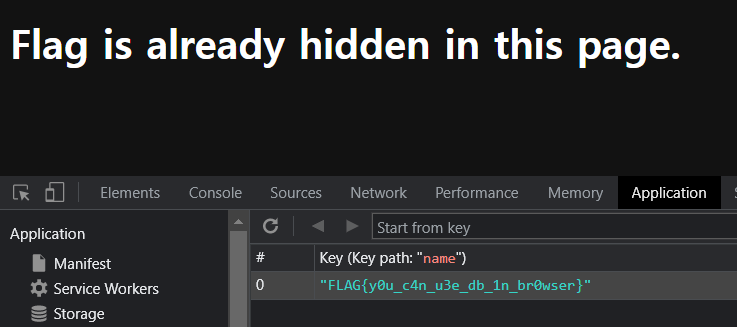 Flag is already hidden in this page.
Elements Console Sources Network Performance Memory Application
Application
Manifest
Service Workers
Storage
Start from key
# Key (Key path: "name")
0 "FLAG{y0u_c4n_u3e_db_1n_br0wser}"